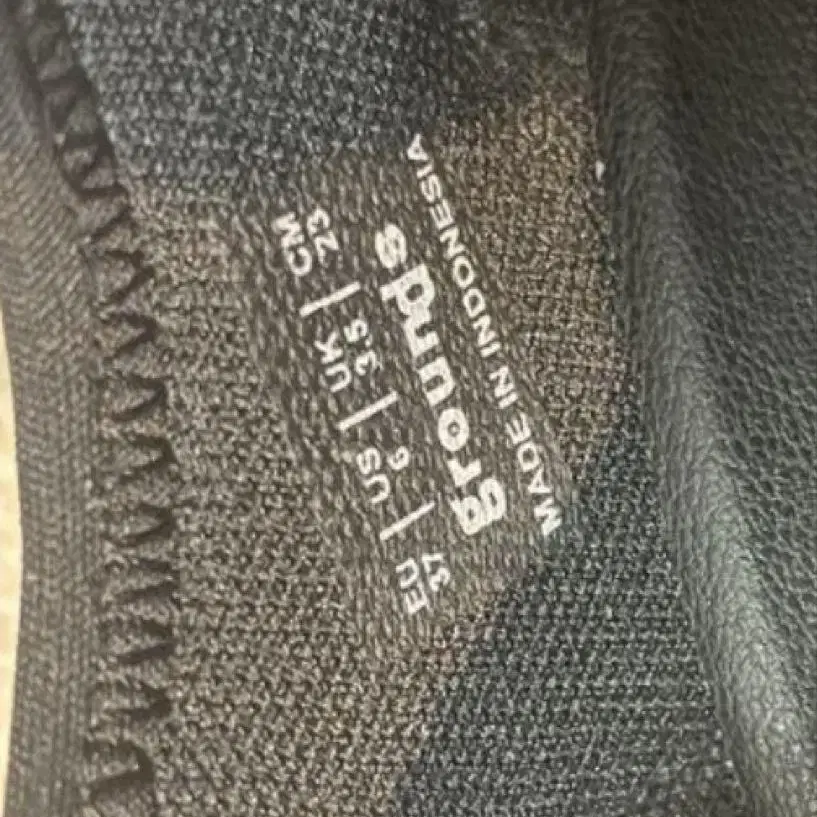 EU | US | UK | CM
37 6 3.5 23
grounds
MADE IN INDONESIA